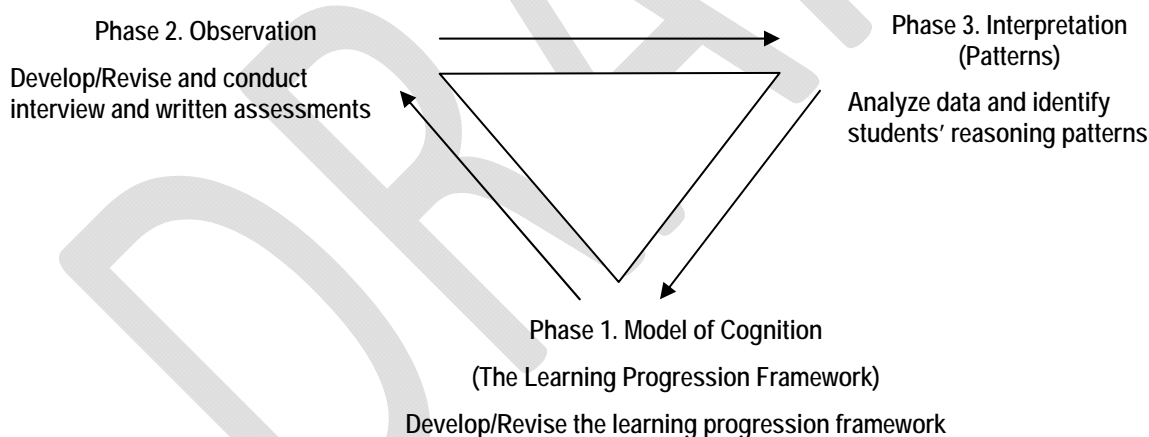 Phase 2. Observation
Develop/Revise and conduct
interview and written assessments
Phase 3. Interpretation
(Patterns)
Analyze data and identify
students’ reasoning patterns
Phase 1. Model of Cognition
(The Learning Progression Framework)
Develop/Revise the learning progression framework